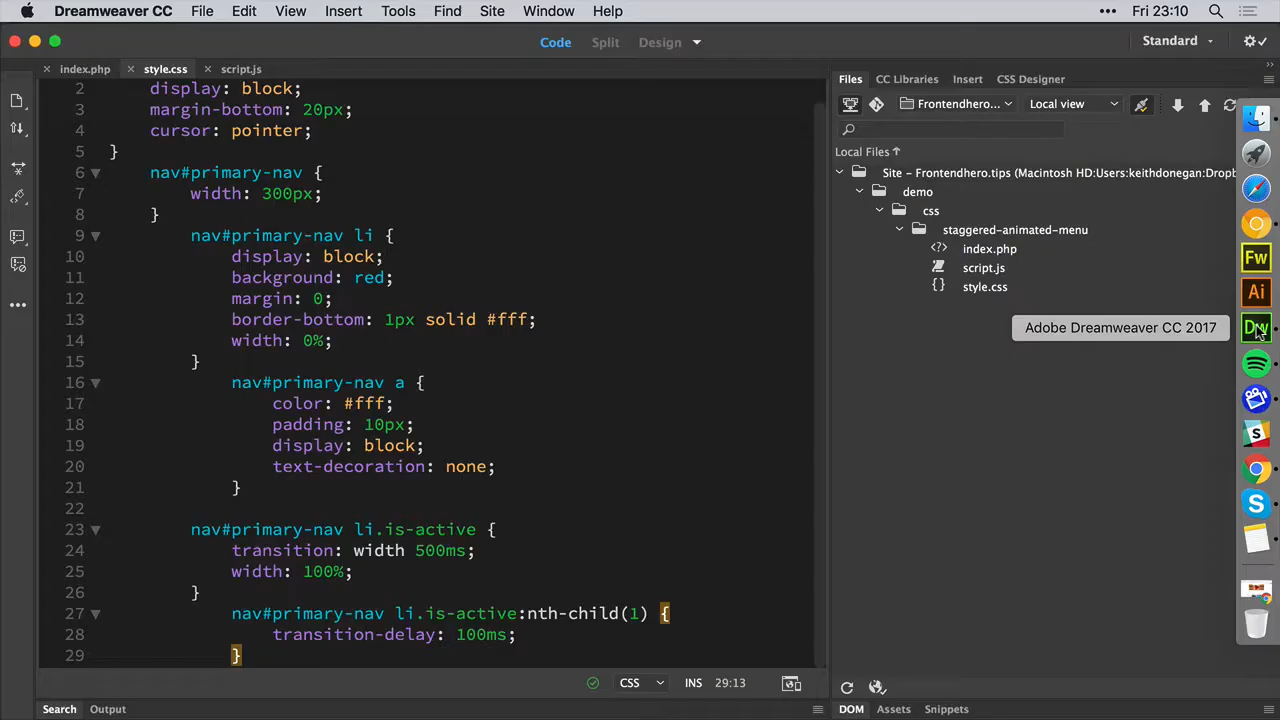 Dreamweaver CC File Edit View Insert Tools Find Site Window Help ••• Fri 23:10
Code Split Design Standard
× index.php × style.css × script.js Files CC Libraries Insert CSS Designer
2 display: block;
3 margin-bottom: 20px;
4 cursor: pointer;
5 }
6 nav#primary-nav {
7 width: 300px;
8 }
9 nav#primary-nav li {
10 display: block;
11 background: red;
12 margin: 0;
13 border-bottom: 1px solid #fff;
14 width: 0%;
15 }
16 nav#primary-nav a {
17 color: #fff;
18 padding: 10px;
19 display: block;
20 text-decoration: none;
21 }
22
23 nav#primary-nav li.is-active {
24 transition: width 500ms;
25 width: 100%;
26 }
27 nav#primary-nav li.is-active:nth-child(1) {
28 transition-delay: 100ms;
29 }
Frontendhero... Local view
Local Files ↑
Site – Frontendhero.tips (Macintosh HD:Users:keithdonegan:Dropb
demo
css
staggered-animated-menu
<?> index.php
script.js
{} style.css
Adobe Dreamweaver CC 2017
Fw
Ai
Dw
S
S
CSS INS 29:13
Search Output DOM Assets Snippets